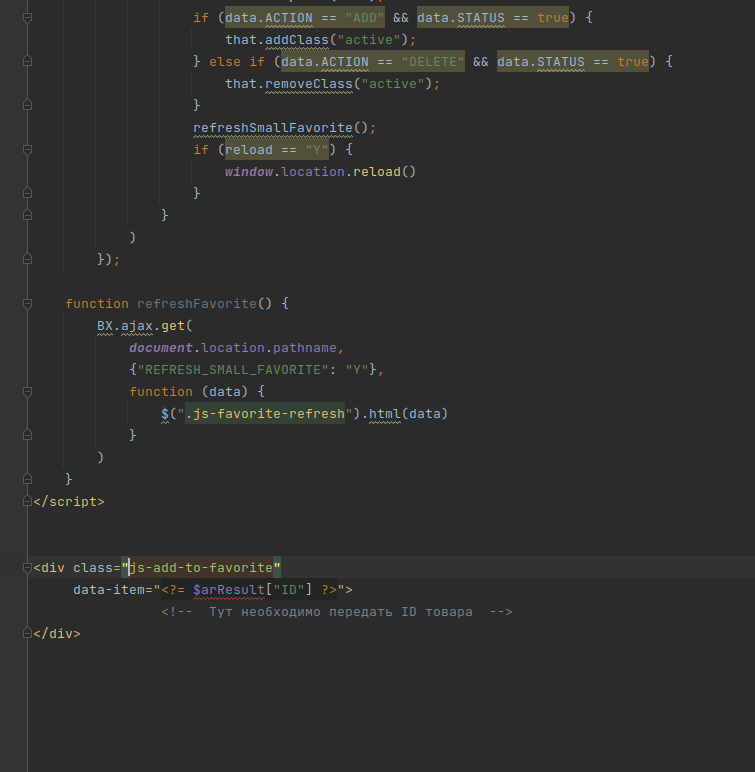 if (data.ACTION == "ADD" && data.STATUS == true) {
that.addClass("active");
} else if (data.ACTION == "DELETE" && data.STATUS == true) {
that.removeClass("active");
}
refreshSmallFavorite();
if (reload == "Y") {
window.location.reload()
}
}
)
});
function refreshFavorite() {
BX.ajax.get(
document.location.pathname,
{"REFRESH_SMALL_FAVORITE": "Y"},
function (data) {
$(".js-favorite-refresh").html(data)
}
)
}
</script>
<div class="js-add-to-favorite"
data-item="<?= $arResult["ID"] ?>">
<!-- Тут необходимо передать ID товара -->
</div>